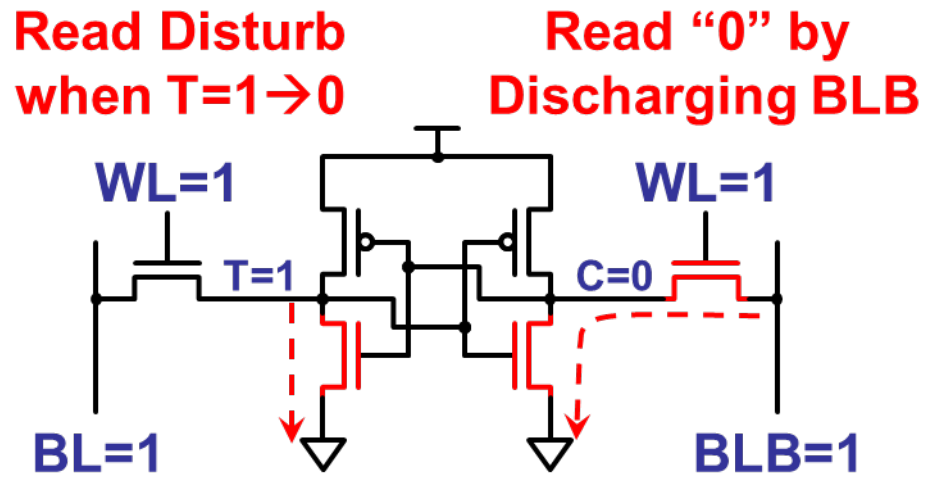 Read Disturb
when T=1→0
Read “0” by
Discharging BLB
WL=1
WL=1
T=1
C=0
BL=1
BLB=1